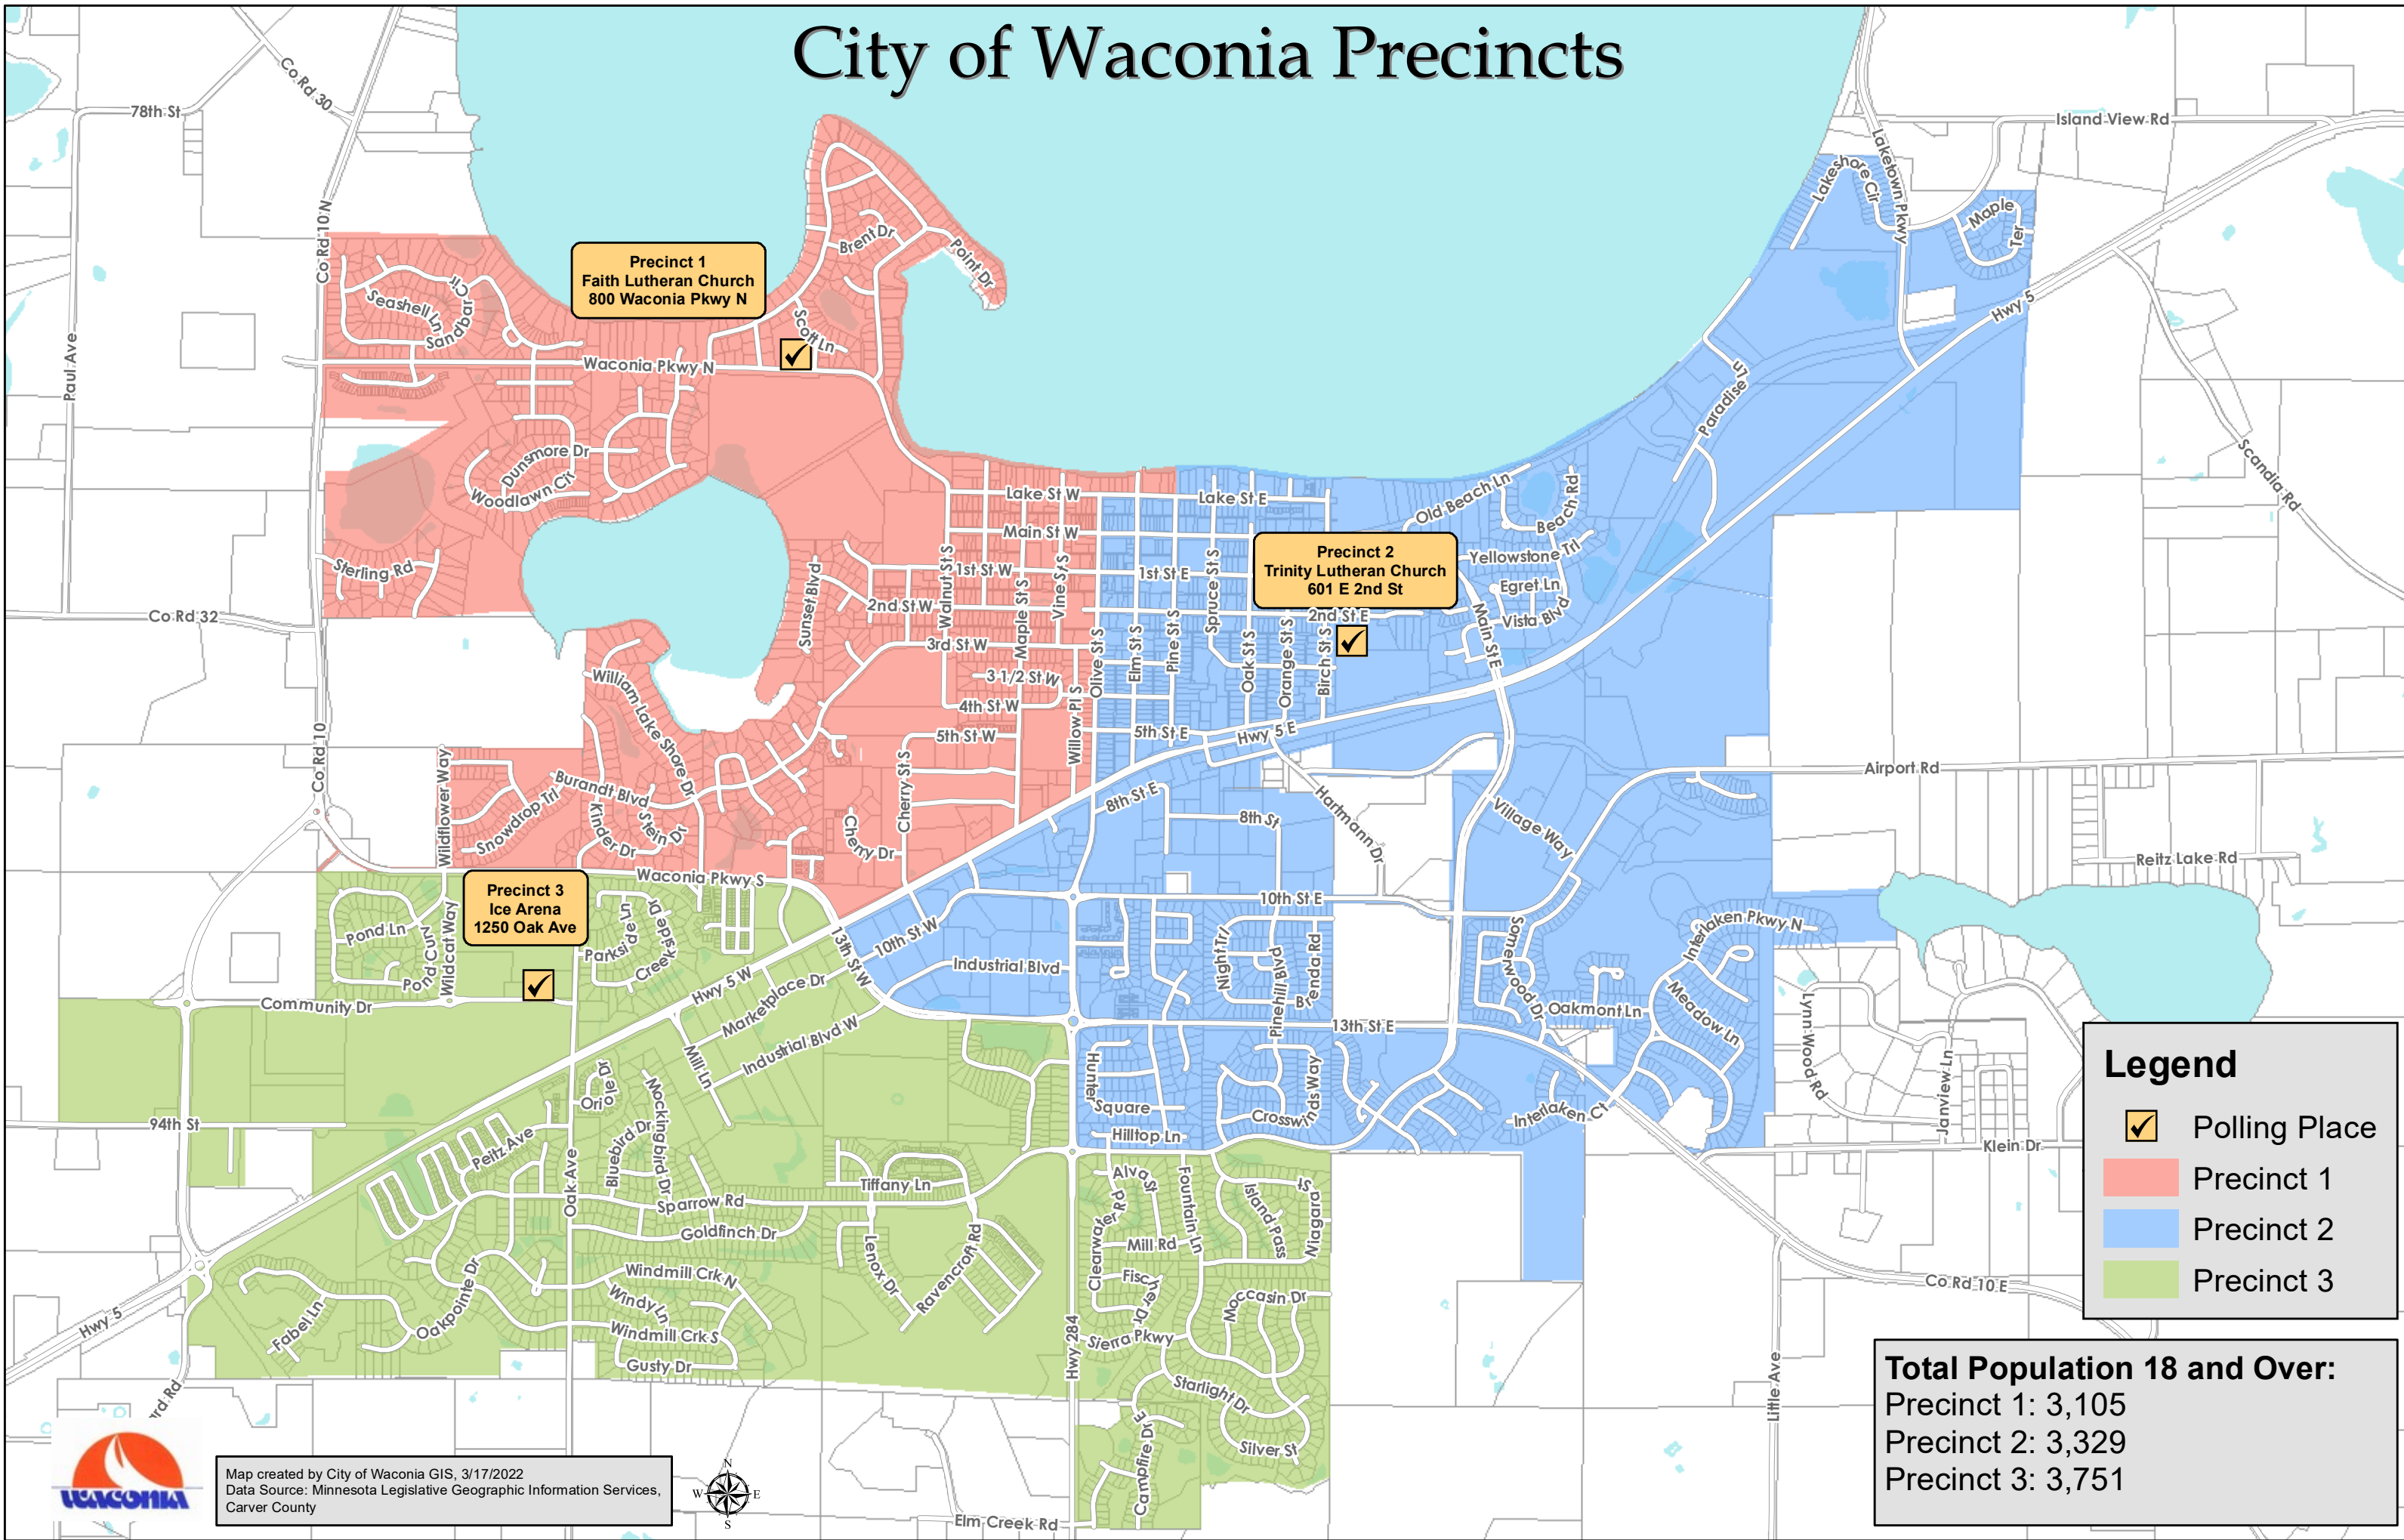 City of Waconia Precincts
78th St
Co Rd 30
Co Rd 10 N
Paul Ave
Island View Rd
Laketown Pkwy
Lakeshore Cir
Maple Ter
Hwy 5
Scandia Rd
Paradise Ln
Precinct 1
Faith Lutheran Church
800 Waconia Pkwy N
Brent Dr
Point Dr
Scott Ln
Seashell Ln
Sandbar Cir
Waconia Pkwy N
Dunsmore Dr
Woodlawn Cir
Sterling Rd
Co Rd 32
Co Rd 10
Lake St W
Lake St E
Main St W
1st St W
1st St E
2nd St W
2nd St E
3rd St W
3 1/2 St W
4th St W
5th St W
5th St E
Sunset Blvd
Walnut St S
Maple St S
Vine St S
Willow Pl S
Olive St S
Elm St S
Pine St S
Spruce St S
Oak St S
Orange St S
Birch St S
Precinct 2
Trinity Lutheran Church
601 E 2nd St
Old Beach Ln
Beach Rd
Yellowstone Trl
Egret Ln
Vista Blvd
Main St E
Hwy 5 E
William Lake Shore Dr
Wildflower Way
Snowdrop Trl
Burandt Blvd
Kinder Dr
Stein Dr
Cherry St S
Cherry Dr
8th St E
8th St
Hartmann Dr
Village Way
Airport Rd
Reitz Lake Rd
Waconia Pkwy S
Precinct 3
Ice Arena
1250 Oak Ave
Pond Ln
Pond Curv
Wildcat Way
Parkside Ln
Creekside Dr
Community Dr
Hwy 5 W
13th St W
10th St W
10th St E
Industrial Blvd
Marketplace Dr
Industrial Blvd W
Mill Ln
Night Trl
Pinehill Blvd
Brenda Rd
Somerwood Dr
Interlaken Pkwy N
Oakmont Ln
Meadow Ln
13th St E
Lynn Wood Rd
Janview Ln
Klein Dr
Hunter
Square
Hilltop Ln
Crosswinds Way
Interlaken Ct
94th St
Peitz Ave
Oriole Dr
Mockingbird Dr
Bluebird Dr
Oak Ave
Sparrow Rd
Goldfinch Dr
Tiffany Ln
Lenox Dr
Ravencroft Rd
Windmill Crk N
Windy Ln
Windmill Crk S
Gusty Dr
Oakpointe Dr
Fabel Ln
Hwy 5
ard Rd
Alva St
Clearwater Rd
Fountain Ln
Island Pass
Niagara St
Mill Rd
Fischer Dr
Moccasin Dr
Sierra Pkwy
Starlight Dr
Silver St
Campfire Dr E
Hwy 284
Elm Creek Rd
Little Ave
Co Rd 10 E
Legend
Polling Place
Precinct 1
Precinct 2
Precinct 3
Total Population 18 and Over:
Precinct 1: 3,105
Precinct 2: 3,329
Precinct 3: 3,751
WACONIA
Map created by City of Waconia GIS, 3/17/2022
Data Source: Minnesota Legislative Geographic Information Services,
Carver County
N
W
E
S